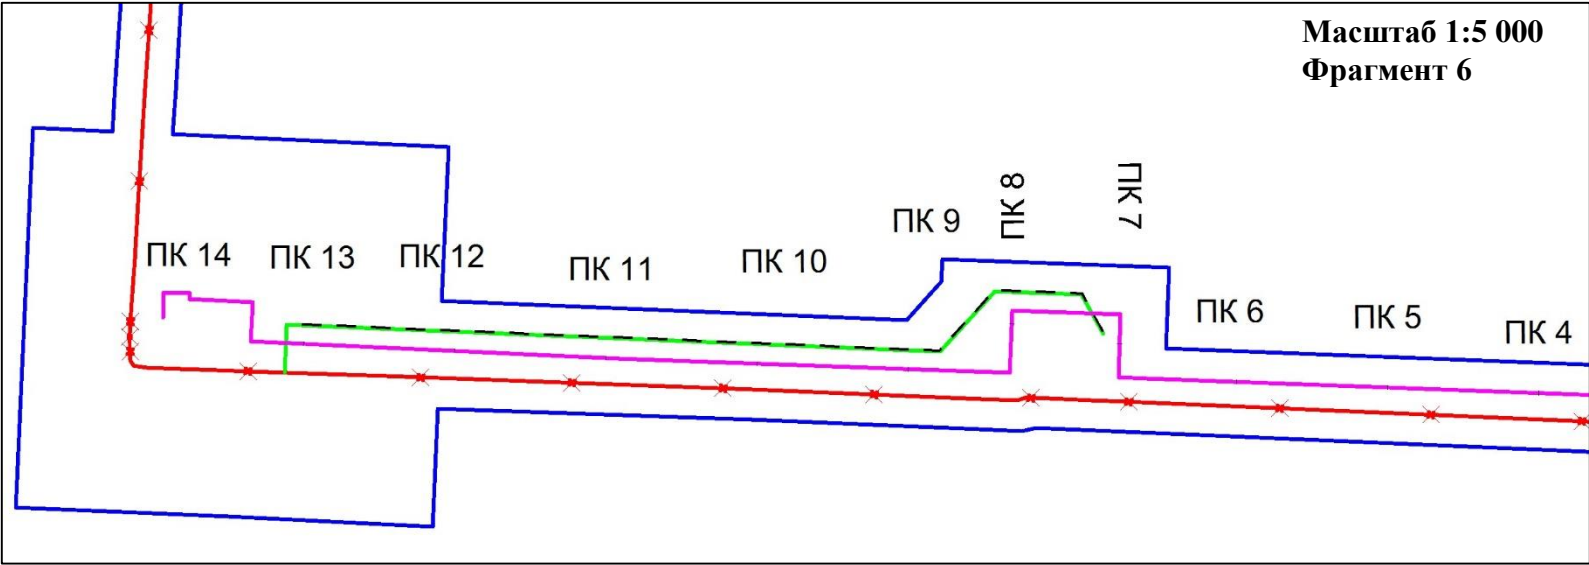 Масштаб 1:5 000
Фрагмент 6
ПК 14
ПК 13
ПК 12
ПК 11
ПК 10
ПК 9
ПК 8
ПК 7
ПК 6
ПК 5
ПК 4